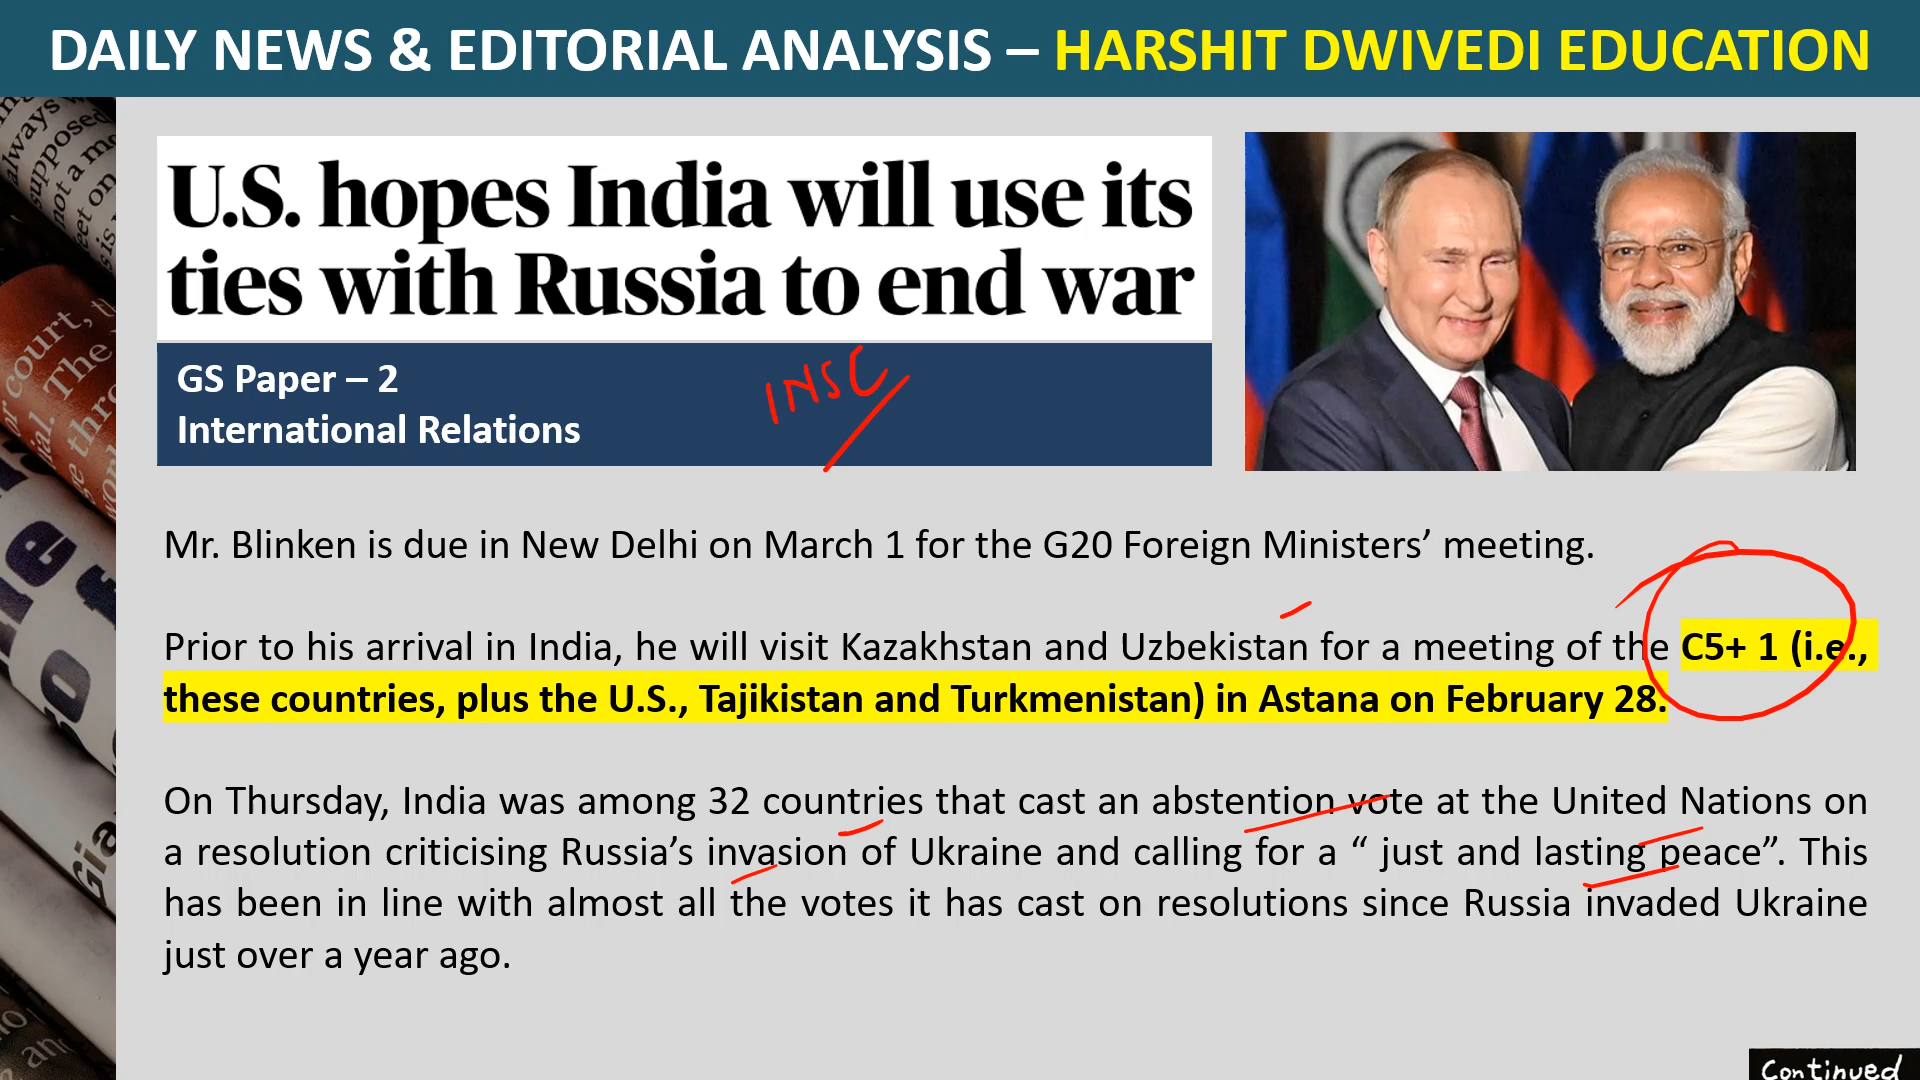 DAILY NEWS & EDITORIAL ANALYSIS – HARSHIT DWIVEDI EDUCATION
U.S. hopes India will use its
ties with Russia to end war
GS Paper – 2
International Relations
INSC
Mr. Blinken is due in New Delhi on March 1 for the G20 Foreign Ministers’ meeting.
Prior to his arrival in India, he will visit Kazakhstan and Uzbekistan for a meeting of the C5+ 1 (i.e.,
these countries, plus the U.S., Tajikistan and Turkmenistan) in Astana on February 28.
On Thursday, India was among 32 countries that cast an abstention vote at the United Nations on
a resolution criticising Russia’s invasion of Ukraine and calling for a “ just and lasting peace”. This
has been in line with almost all the votes it has cast on resolutions since Russia invaded Ukraine
just over a year ago.
Continued